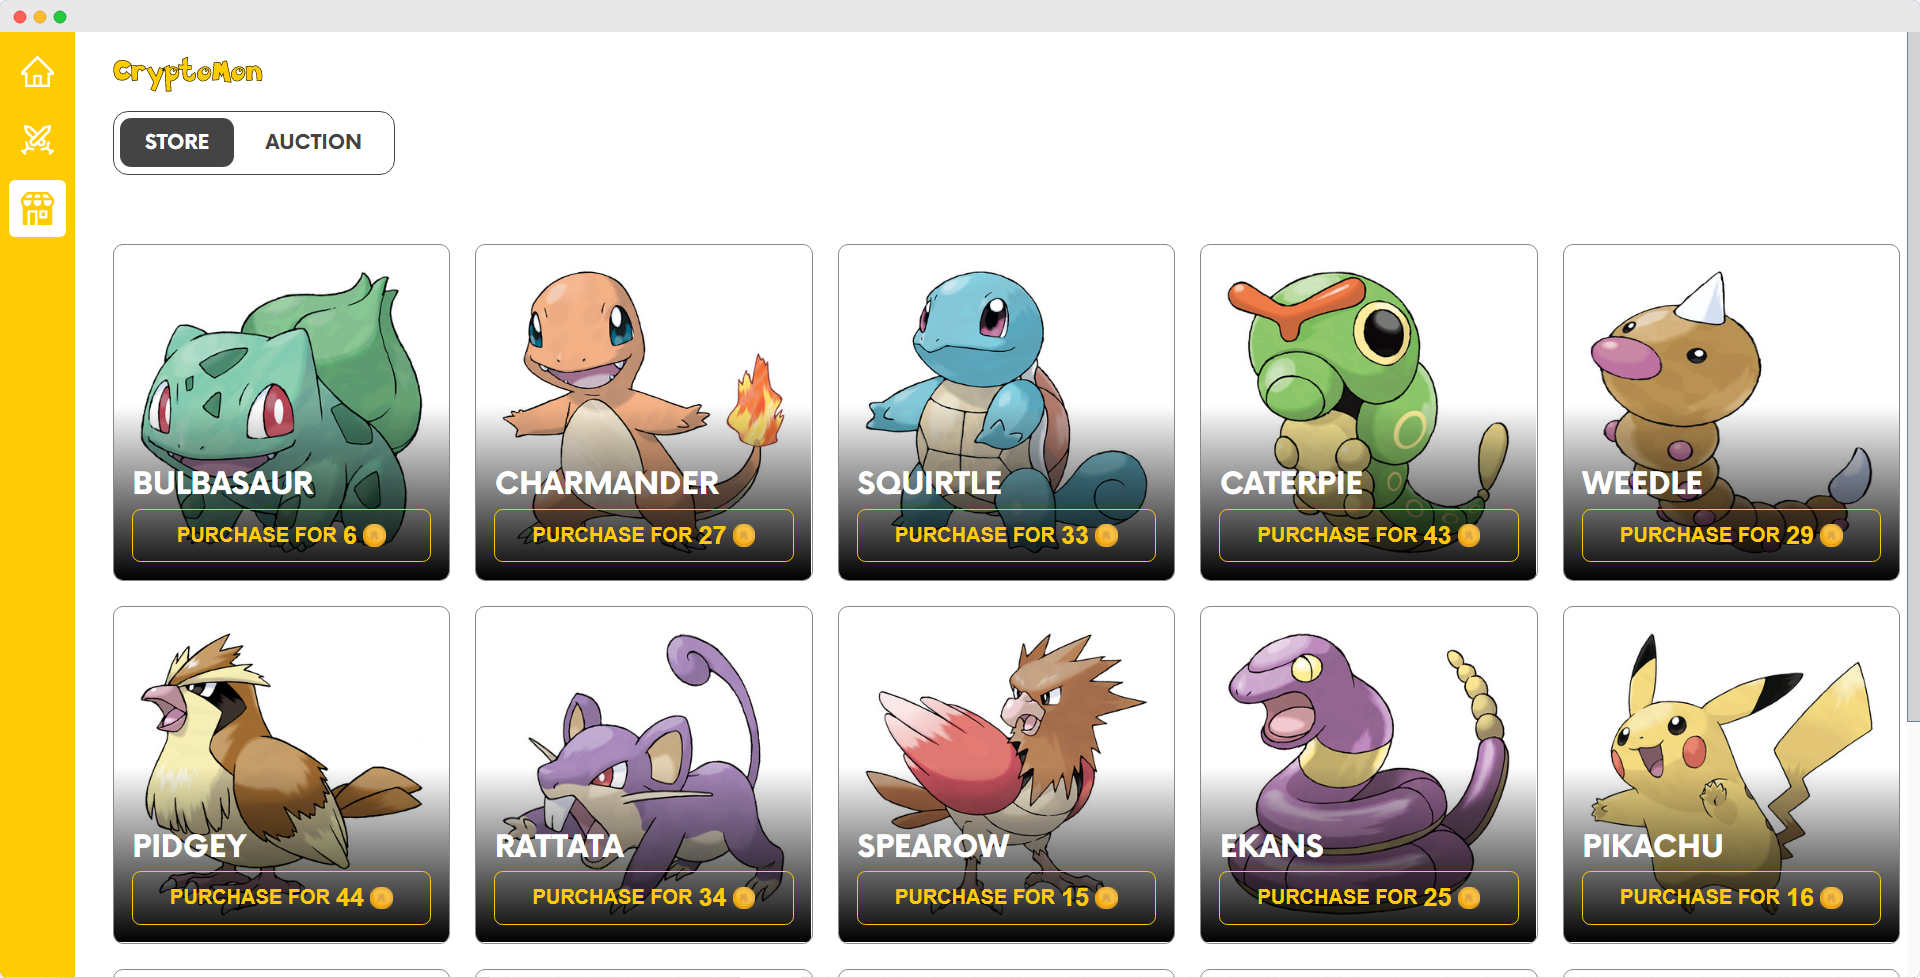 CryptoMon
STORE
AUCTION
BULBASAUR
PURCHASE FOR 6
CHARMANDER
PURCHASE FOR 27
SQUIRTLE
PURCHASE FOR 33
CATERPIE
PURCHASE FOR 43
WEEDLE
PURCHASE FOR 29
PIDGEY
PURCHASE FOR 44
RATTATA
PURCHASE FOR 34
SPEAROW
PURCHASE FOR 15
EKANS
PURCHASE FOR 25
PIKACHU
PURCHASE FOR 16